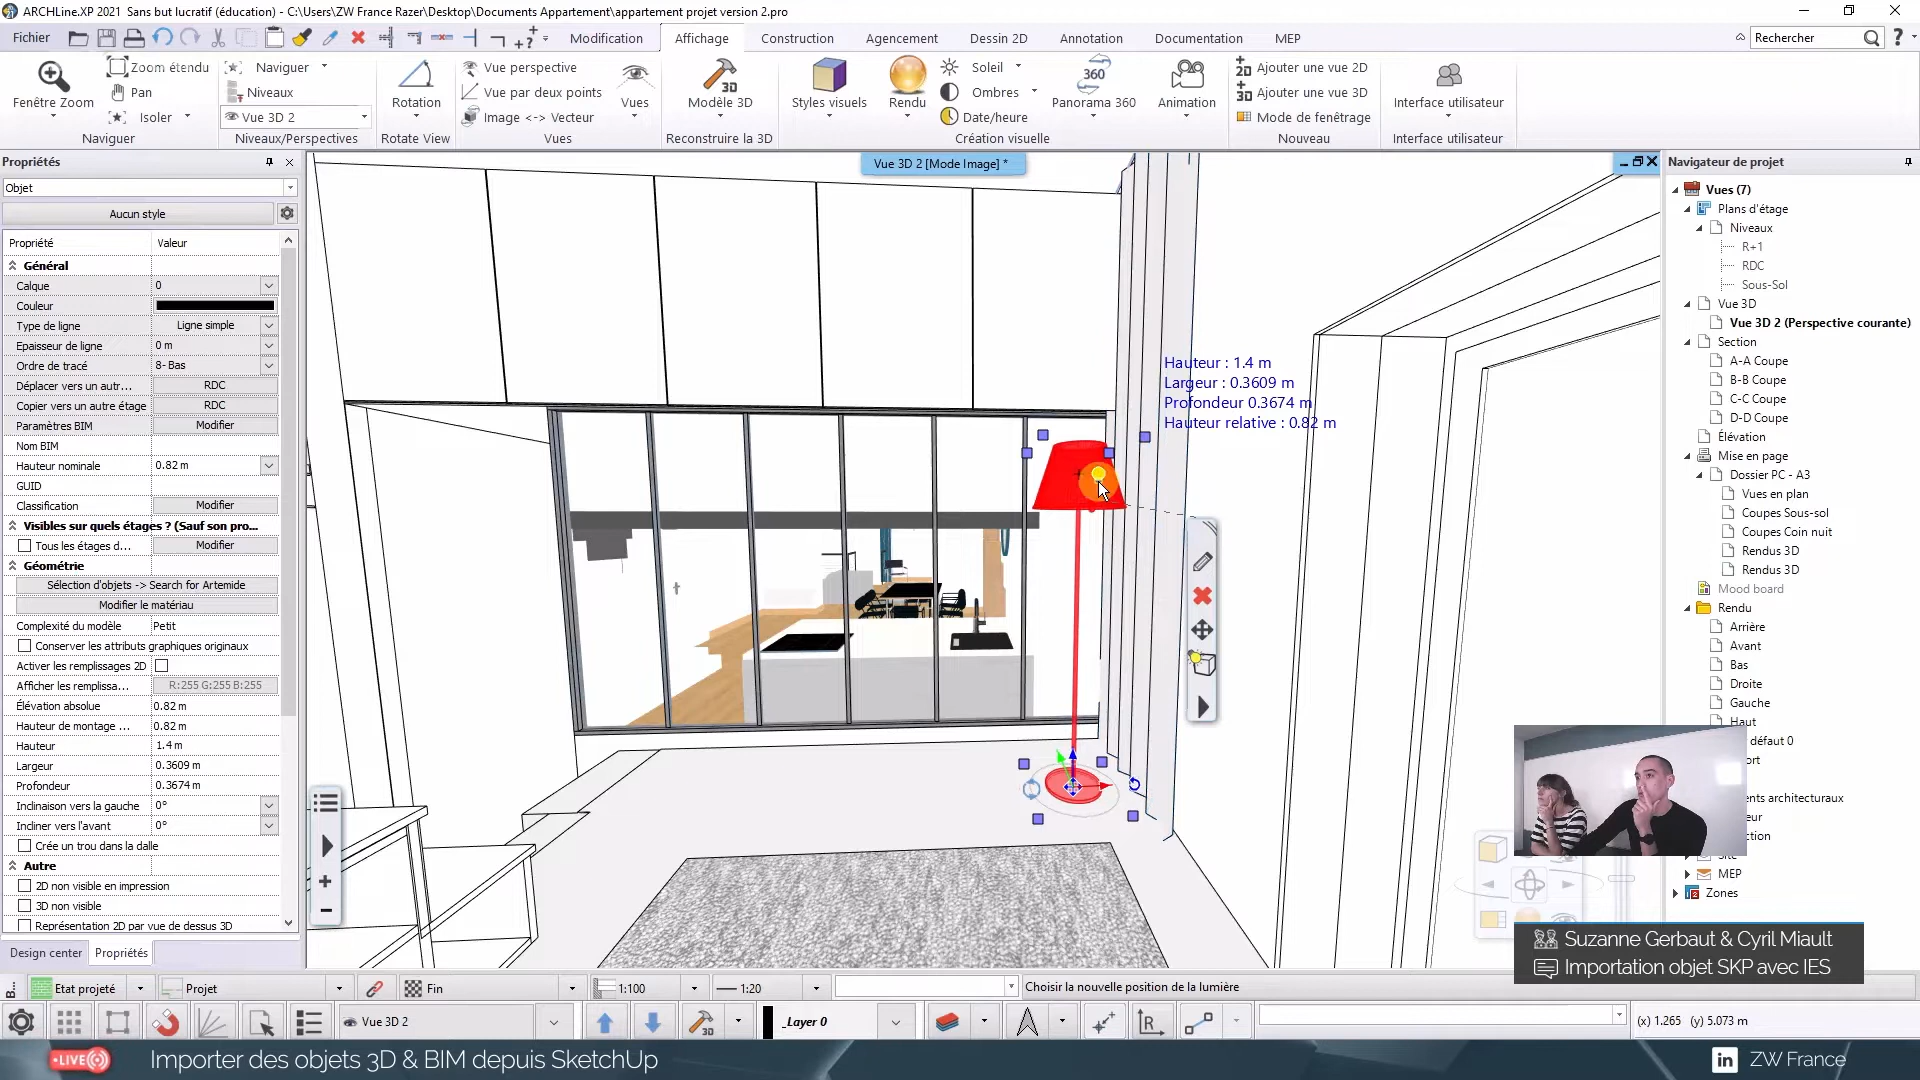 ARCHLine.XP 2021 Sans but lucratif (éducation) - C:\Users\ZW France Razer\Desktop\Documents Appartement\appartement projet version 2.pro
Fichier
Modification
Affichage
Construction
Agencement
Dessin 2D
Annotation
Documentation
MEP
Rechercher
Fenêtre Zoom
Zoom étendu
Pan
Isoler
Naviguer
Naviguer
Niveaux
Vue 3D 2
Niveaux/Perspectives
Rotation
Rotate View
Vue perspective
Vue par deux points
Image <-> Vecteur
Vues
Vues
Modèle 3D
Reconstruire la 3D
Styles visuels
Rendu
Soleil
Ombres
Date/heure
360
Panorama 360
Animation
Création visuelle
2D Ajouter une vue 2D
3D Ajouter une vue 3D
Mode de fenêtrage
Nouveau
Interface utilisateur
Interface utilisateur
Propriétés
Objet
Aucun style
Propriété Valeur
Général
Calque 0
Couleur
Type de ligne Ligne simple
Epaisseur de ligne 0 m
Ordre de tracé 8- Bas
Déplacer vers un autr... RDC
Copier vers un autre étage RDC
Paramètres BIM Modifier
Nom BIM
Hauteur nominale 0.82 m
GUID
Classification Modifier
Visibles sur quels étages ? (Sauf son pro...
Tous les étages d... Modifier
Géométrie
Sélection d'objets -> Search for Artemide
Modifier le matériau
Complexité du modèle Petit
Conserver les attributs graphiques originaux
Activer les remplissages 2D
Afficher les remplissa... R:255 G:255 B:255
Élévation absolue 0.82 m
Hauteur de montage ... 0.82 m
Hauteur 1.4 m
Largeur 0.3609 m
Profondeur 0.3674 m
Inclinaison vers la gauche 0°
Incliner vers l'avant 0°
Crée un trou dans la dalle
Autre
2D non visible en impression
3D non visible
Représentation 2D par vue de dessus 3D
Design center
Propriétés
Vue 3D 2 [Mode Image] *
Hauteur : 1.4 m
Largeur : 0.3609 m
Profondeur 0.3674 m
Hauteur relative : 0.82 m
Navigateur de projet
Vues (7)
Plans d'étage
Niveaux
R+1
RDC
Sous-Sol
Vue 3D
Vue 3D 2 (Perspective courante)
Section
A-A Coupe
B-B Coupe
C-C Coupe
D-D Coupe
Élévation
Mise en page
Dossier PC - A3
Vues en plan
Coupes Sous-sol
Coupes Coin nuit
Rendus 3D
Rendus 3D
Mood board
Rendu
Arrière
Avant
Bas
Droite
Gauche
Haut
défaut 0
MEP
Zones
Suzanne Gerbaut & Cyril Miault
Importation objet SKP avec IES
Etat projeté
Projet
Fin
1:100
1:20
Choisir la nouvelle position de la lumière
Vue 3D 2
_Layer 0
(x) 1.265 (y) 5.073 m
LIVE
Importer des objets 3D & BIM depuis SketchUp
in ZW France